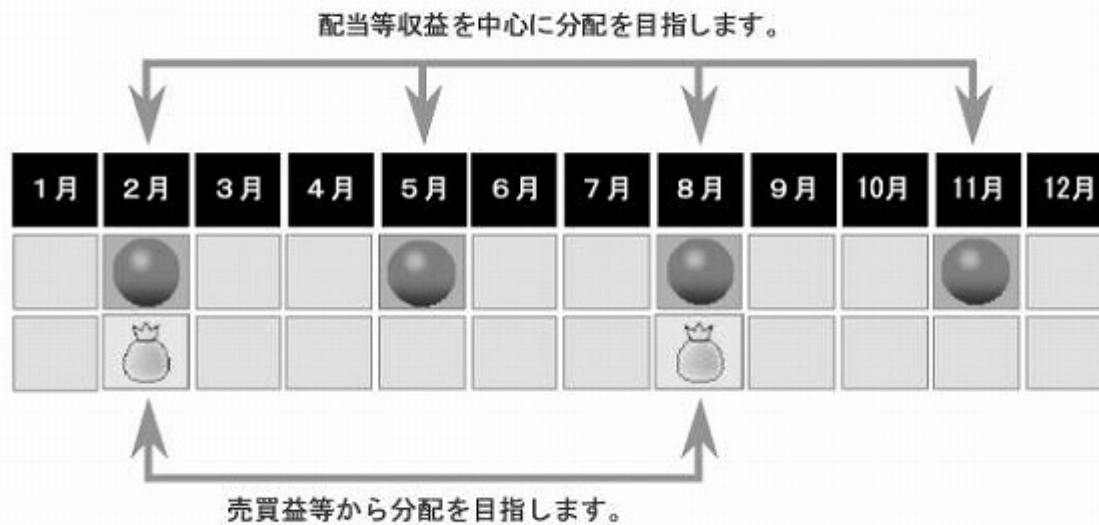 配当等収益を中心に分配を目指します。
1月 2月 3月 4月 5月 6月 7月 8月 9月 10月 11月 12月
売買益等から分配を目指します。